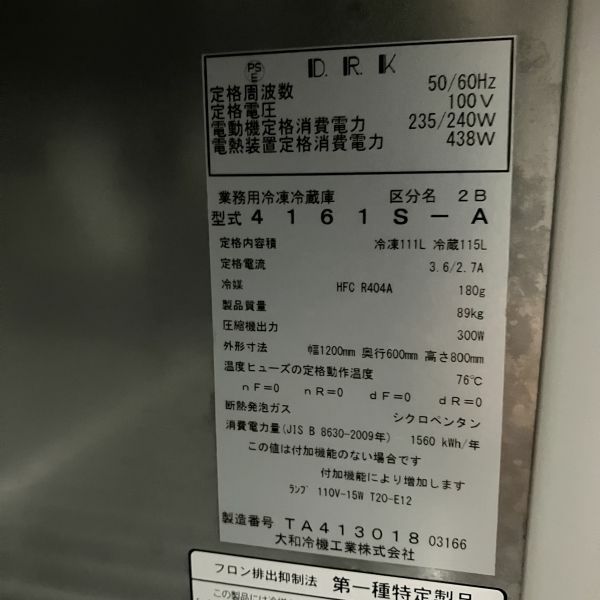 PS
E
D.R.K
定格周波数 50/60Hz
定格電圧 100V
電動機定格消費電力 235/240W
電熱装置定格消費電力 438W
業務用冷凍冷蔵庫 区分名 2B
型式 4161S-A
定格内容積 冷凍111L 冷蔵115L
定格電流 3.6/2.7A
冷媒 HFC R404A 180g
製品質量 89kg
圧縮機出力 300W
外形寸法 幅1200mm 奥行600mm 高さ800mm
温度ヒューズの定格動作温度 76℃
nF=0 nR=0 dF=0 dR=0
断熱発泡ガス シクロペンタン
消費電力量(JIS B 8630-2009年) 1560 kWh/年
この値は付加機能のない場合です
付加機能により増加します
ランプ 110V-15W T20-E12
製造番号 TA413018 03166
大和冷機工業株式会社
フロン排出抑制法 第一種特定製品